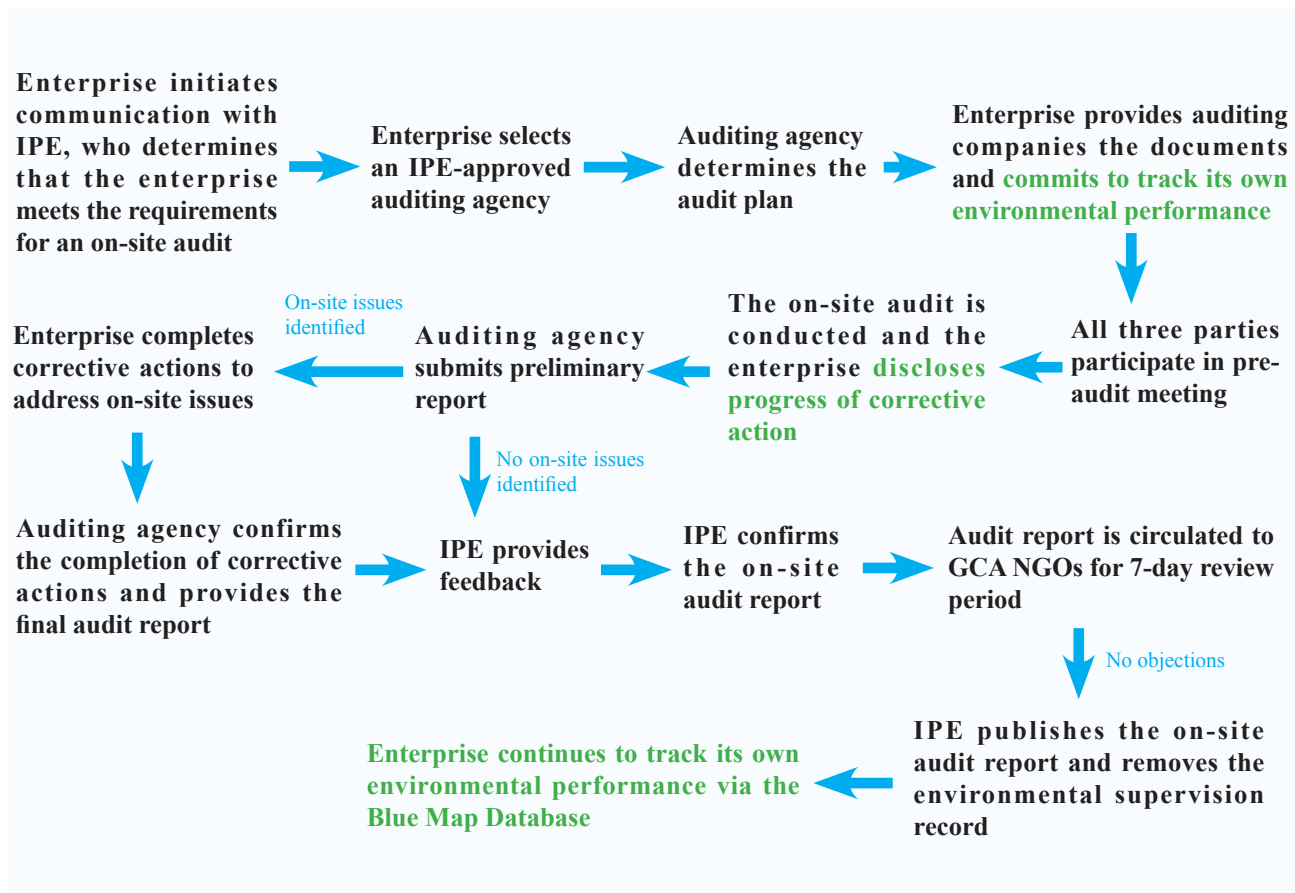 Enterprise initiates
communication with
IPE, who determines
that the enterprise
meets the requirements
for an on-site audit
Enterprise selects
an IPE-approved
auditing agency
Auditing agency
determines the
audit plan
Enterprise provides auditing
companies the documents
and commits to track its own
environmental performance
All three parties
participate in pre-
audit meeting
The on-site audit is
conducted and the
enterprise discloses
progress of corrective
action
Auditing agency
submits preliminary
report
On-site issues
identified
Enterprise completes
corrective actions to
address on-site issues
No on-site issues
identified
Auditing agency confirms
the completion of corrective
actions and provides the
final audit report
IPE provides
feedback
IPE confirms
the on-site
audit report
Audit report is circulated to
GCA NGOs for 7-day review
period
No objections
IPE publishes the on-site
audit report and removes the
environmental supervision
record
Enterprise continues to track its own
environmental performance via the
Blue Map Database